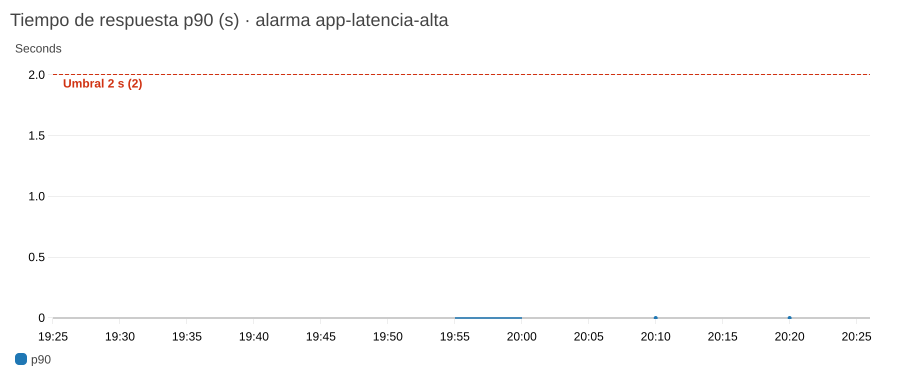 Tiempo de respuesta p90 (s) · alarma app-latencia-alta
Seconds
2.0
Umbral 2 s (2)
1.5
1.0
0.5
0
19:25 19:30 19:35 19:40 19:45 19:50 19:55 20:00 20:05 20:10 20:15 20:20 20:25
p90